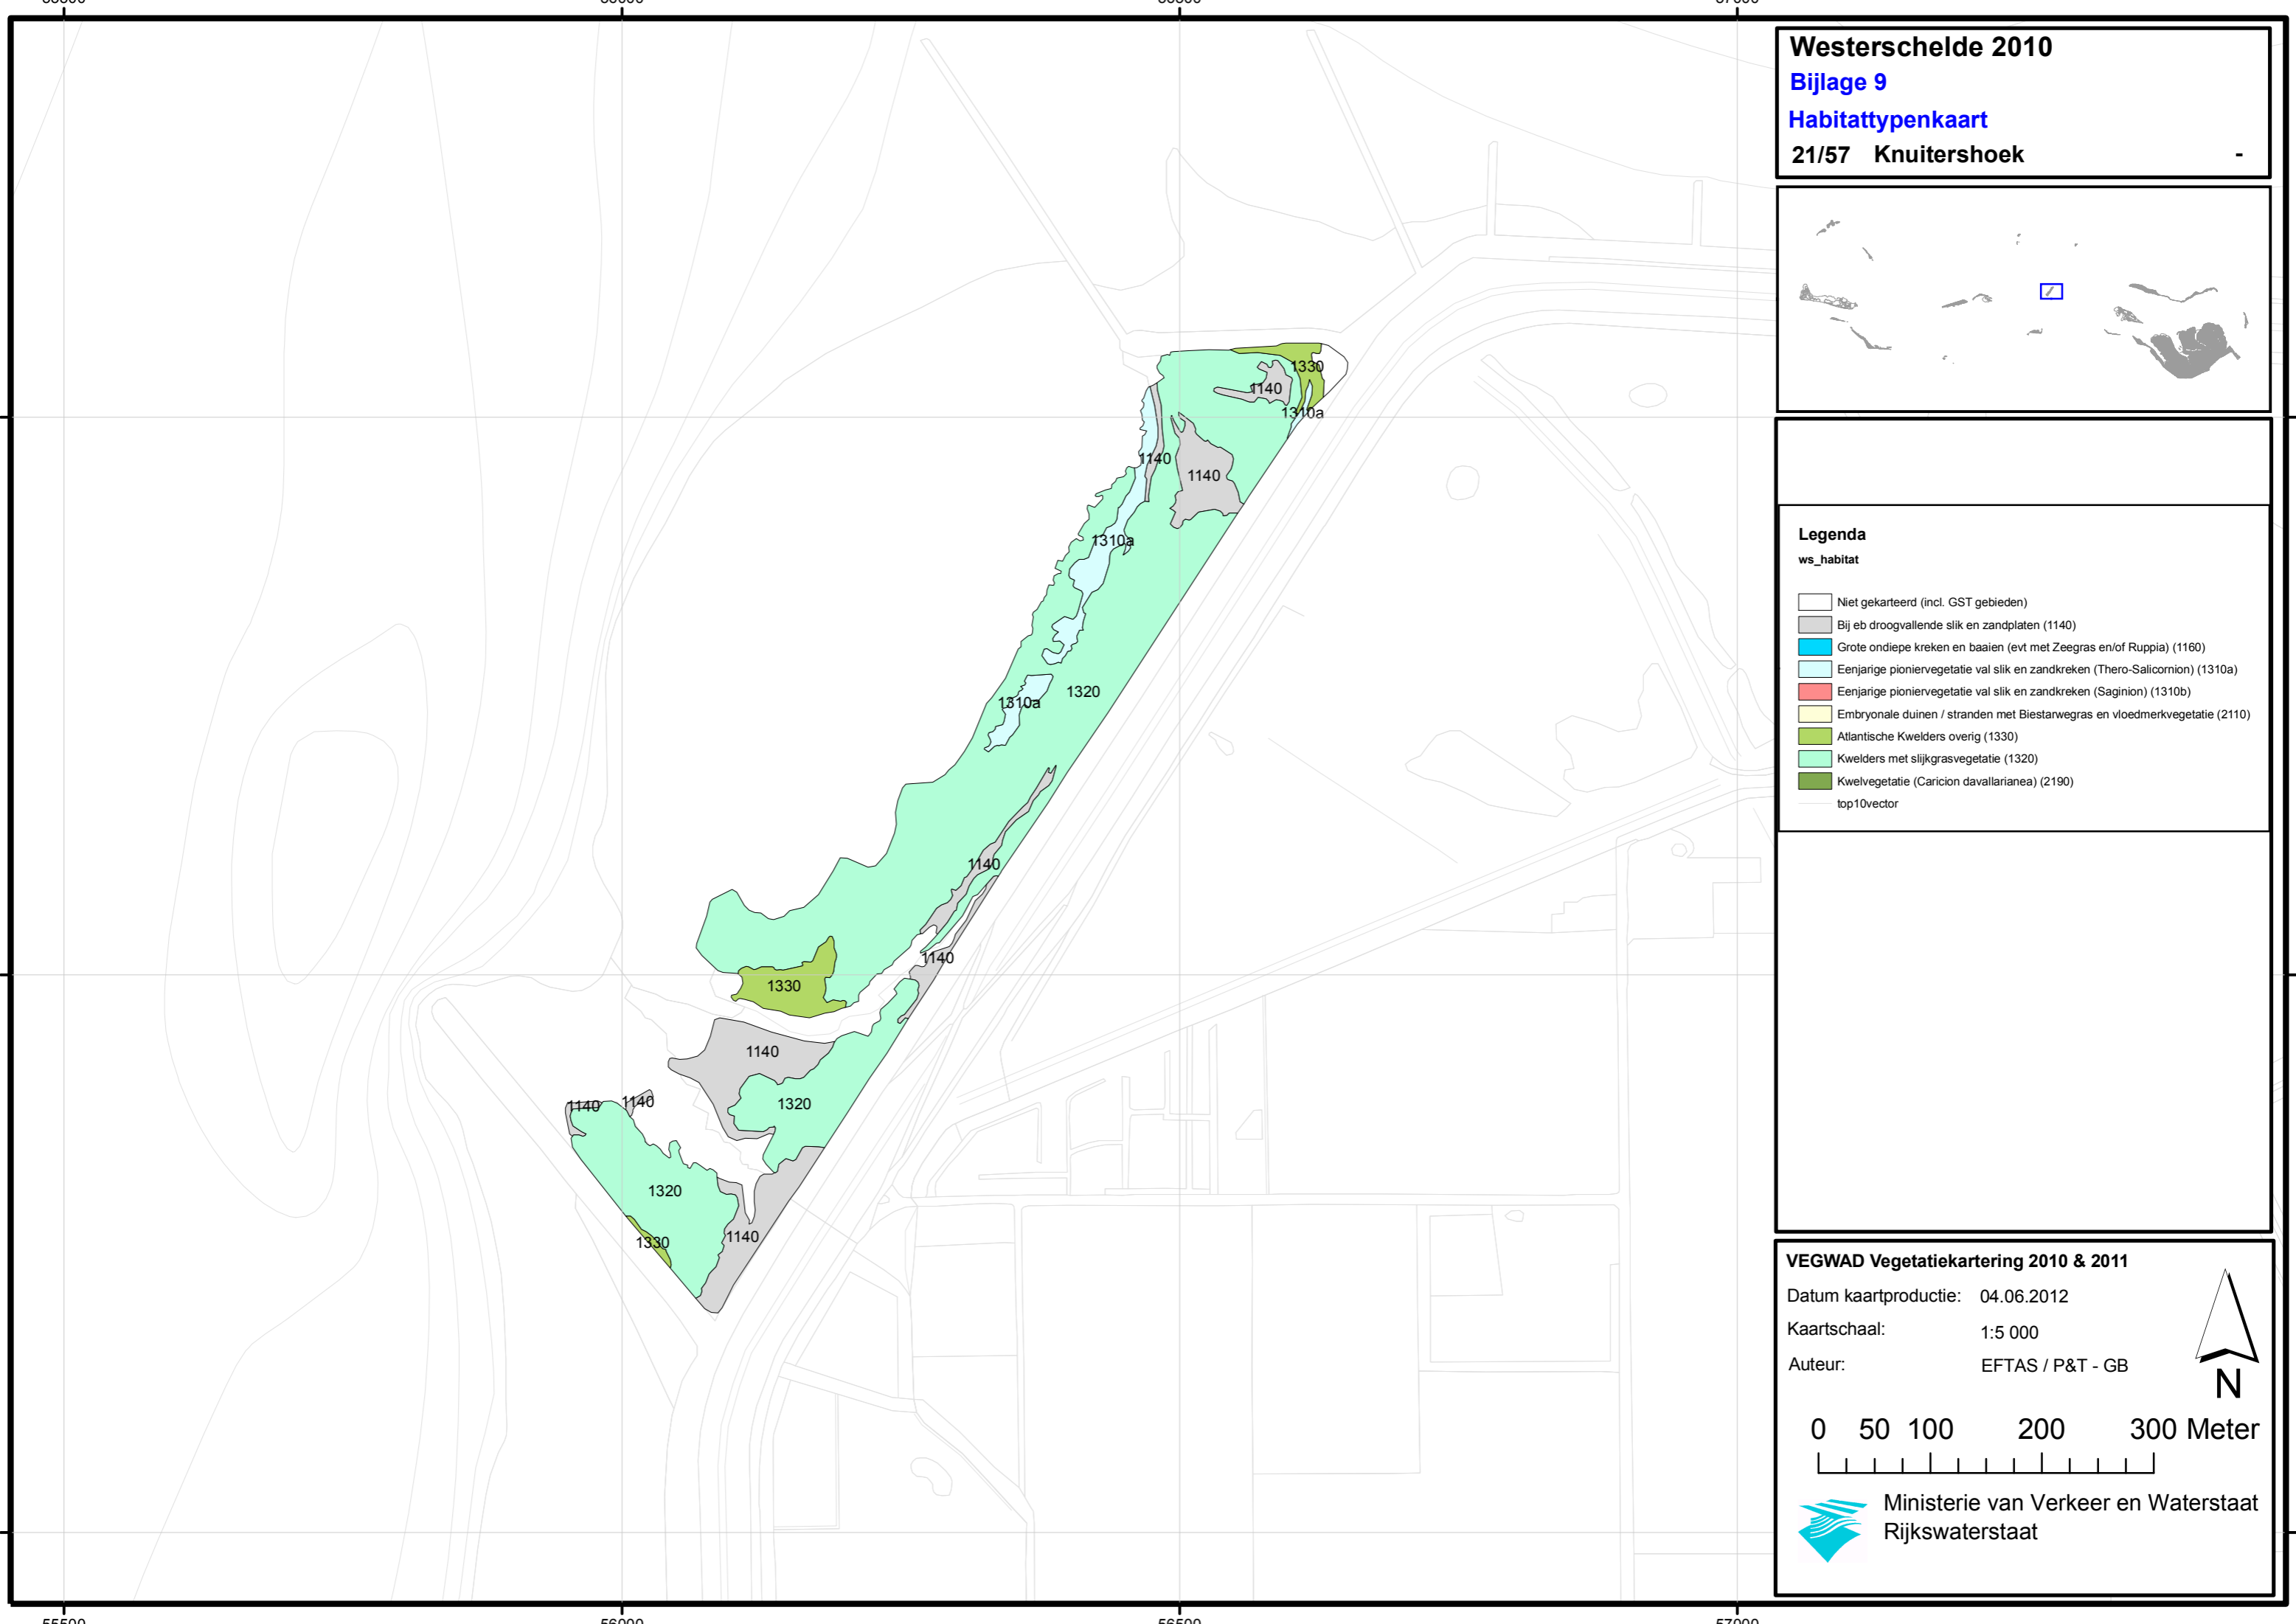 Westerschelde 2010
Bijlage 9
Habitattypenkaart
21/57 Knuitershoek -
1330
1140
1310a
1140
1140
1310a
1320
1310a
1140
1140
1330
1140
1140
1140
1320
1320
1140
1330
Legenda
ws_habitat
Niet gekarteerd (incl. GST gebieden)
Bij eb droogvallende slik en zandplaten (1140)
Grote ondiepe kreken en baaien (evt met Zeegras en/of Ruppia) (1160)
Eenjarige pioniervegetatie val slik en zandkreken (Thero-Salicornion) (1310a)
Eenjarige pioniervegetatie val slik en zandkreken (Saginion) (1310b)
Embryonale duinen / stranden met Biestarwegras en vloedmerkvegetatie (2110)
Atlantische Kwelders overig (1330)
Kwelders met slijkgrasvegetatie (1320)
Kwelvegetatie (Caricion davallarianea) (2190)
top10vector
VEGWAD Vegetatiekartering 2010 & 2011
Datum kaartproductie: 04.06.2012
Kaartschaal: 1:5 000
Auteur: EFTAS / P&T - GB
N
0 50 100 200 300 Meter
Ministerie van Verkeer en Waterstaat
Rijkswaterstaat
55500 56000 56500 57000